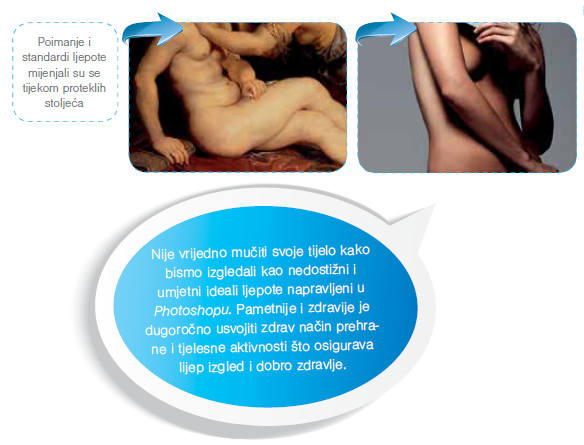 Poimanje i
standardi ljepote
mijenjali su se
tijekom proteklih
stoljeća
Nije vrijedno mučiti svoje tijelo kako
bismo izgledali kao nedostižni i
umjetni ideali ljepote napravljeni u
Photoshopu. Pametnije i zdravije je
dugoročno usvojiti zdrav način prehra-
ne i tjelesne aktivnosti što osigurava
lijep izgled i dobro zdravlje.